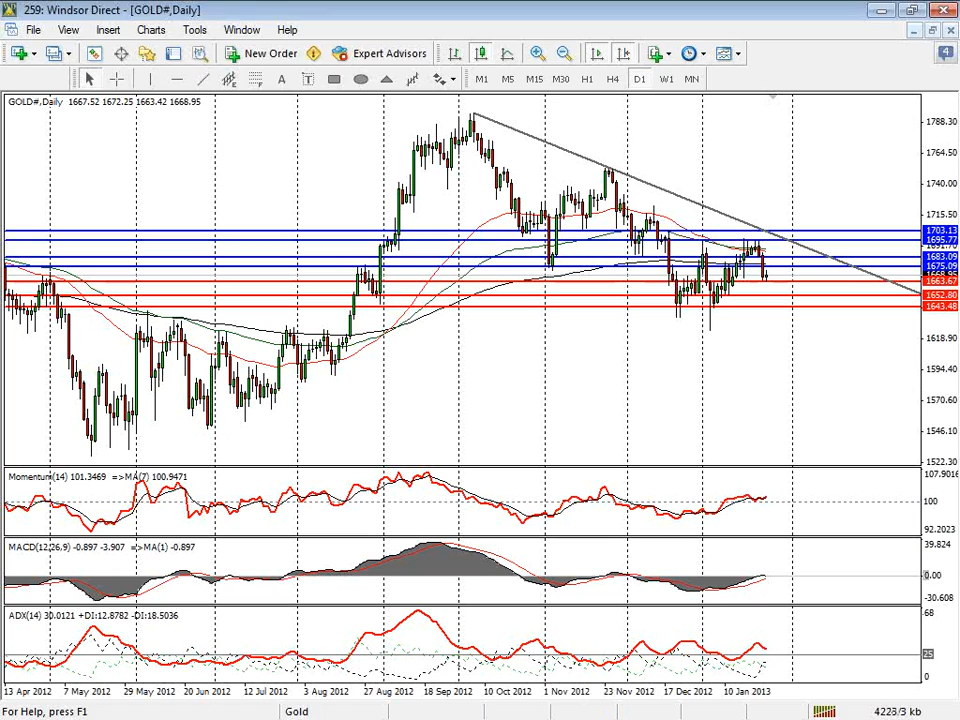 259: Windsor Direct - [GOLD#,Daily]
File View Insert Charts Tools Window Help
New Order Expert Advisors 4
A T M1 M5 M15 M30 H1 H4 D1 W1 MN
GOLD#,Daily 1667.52 1672.25 1663.42 1668.95
1788.30
1764.50
1740.00
1715.50
1703.13
1695.77
1683.09
1675.09
1668.95
1663.67
1652.80
1643.48
1618.90
1594.40
1570.60
1546.10
1522.30
Momentum(14) 101.3469 =>MA(7) 100.9471
107.9016
100
92.2023
MACD(12,26,9) -0.897 -3.907 =>MA(1) -0.897
39.824
0.00
-30.608
ADX(14) 30.0121 +DI:12.8782 -DI:18.5036
68
25
0
13 Apr 2012 7 May 2012 29 May 2012 20 Jun 2012 12 Jul 2012 3 Aug 2012 27 Aug 2012 18 Sep 2012 10 Oct 2012 1 Nov 2012 23 Nov 2012 17 Dec 2012 10 Jan 2013
For Help, press F1 Gold 4223/3 kb